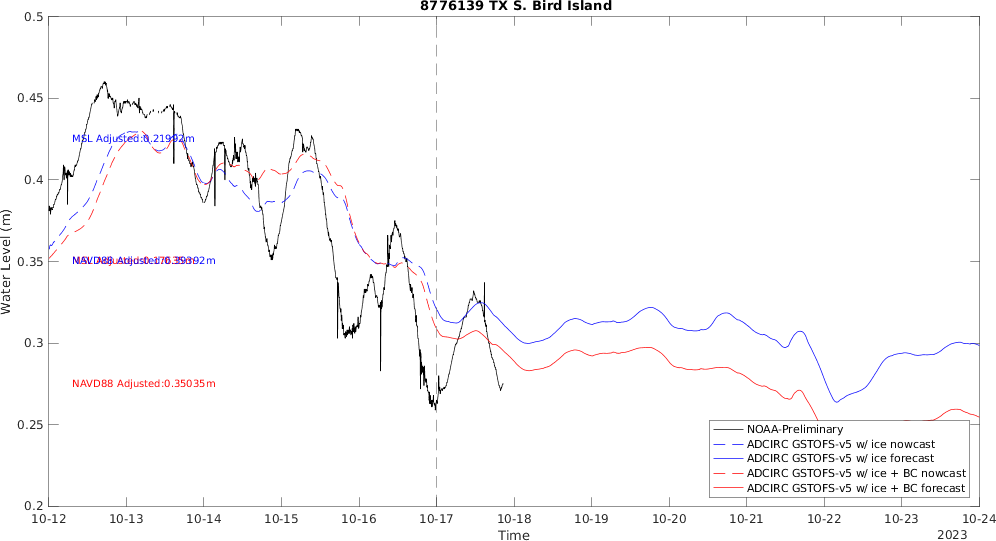 8776139 TX S. Bird Island
0.5
0.45
0.4
0.35
0.3
0.25
0.2
Water Level (m)
MSL Adjusted:0.21992m
NAVD88 Adjusted:0.39392m
NAVD88 Adjusted:0.35035m
NOAA-Preliminary
ADCIRC GSTOFS-v5 w/ ice nowcast
ADCIRC GSTOFS-v5 w/ ice forecast
ADCIRC GSTOFS-v5 w/ ice + BC nowcast
ADCIRC GSTOFS-v5 w/ ice + BC forecast
10-12 10-13 10-14 10-15 10-16 10-17 10-18 10-19 10-20 10-21 10-22 10-23 10-24
Time
2023